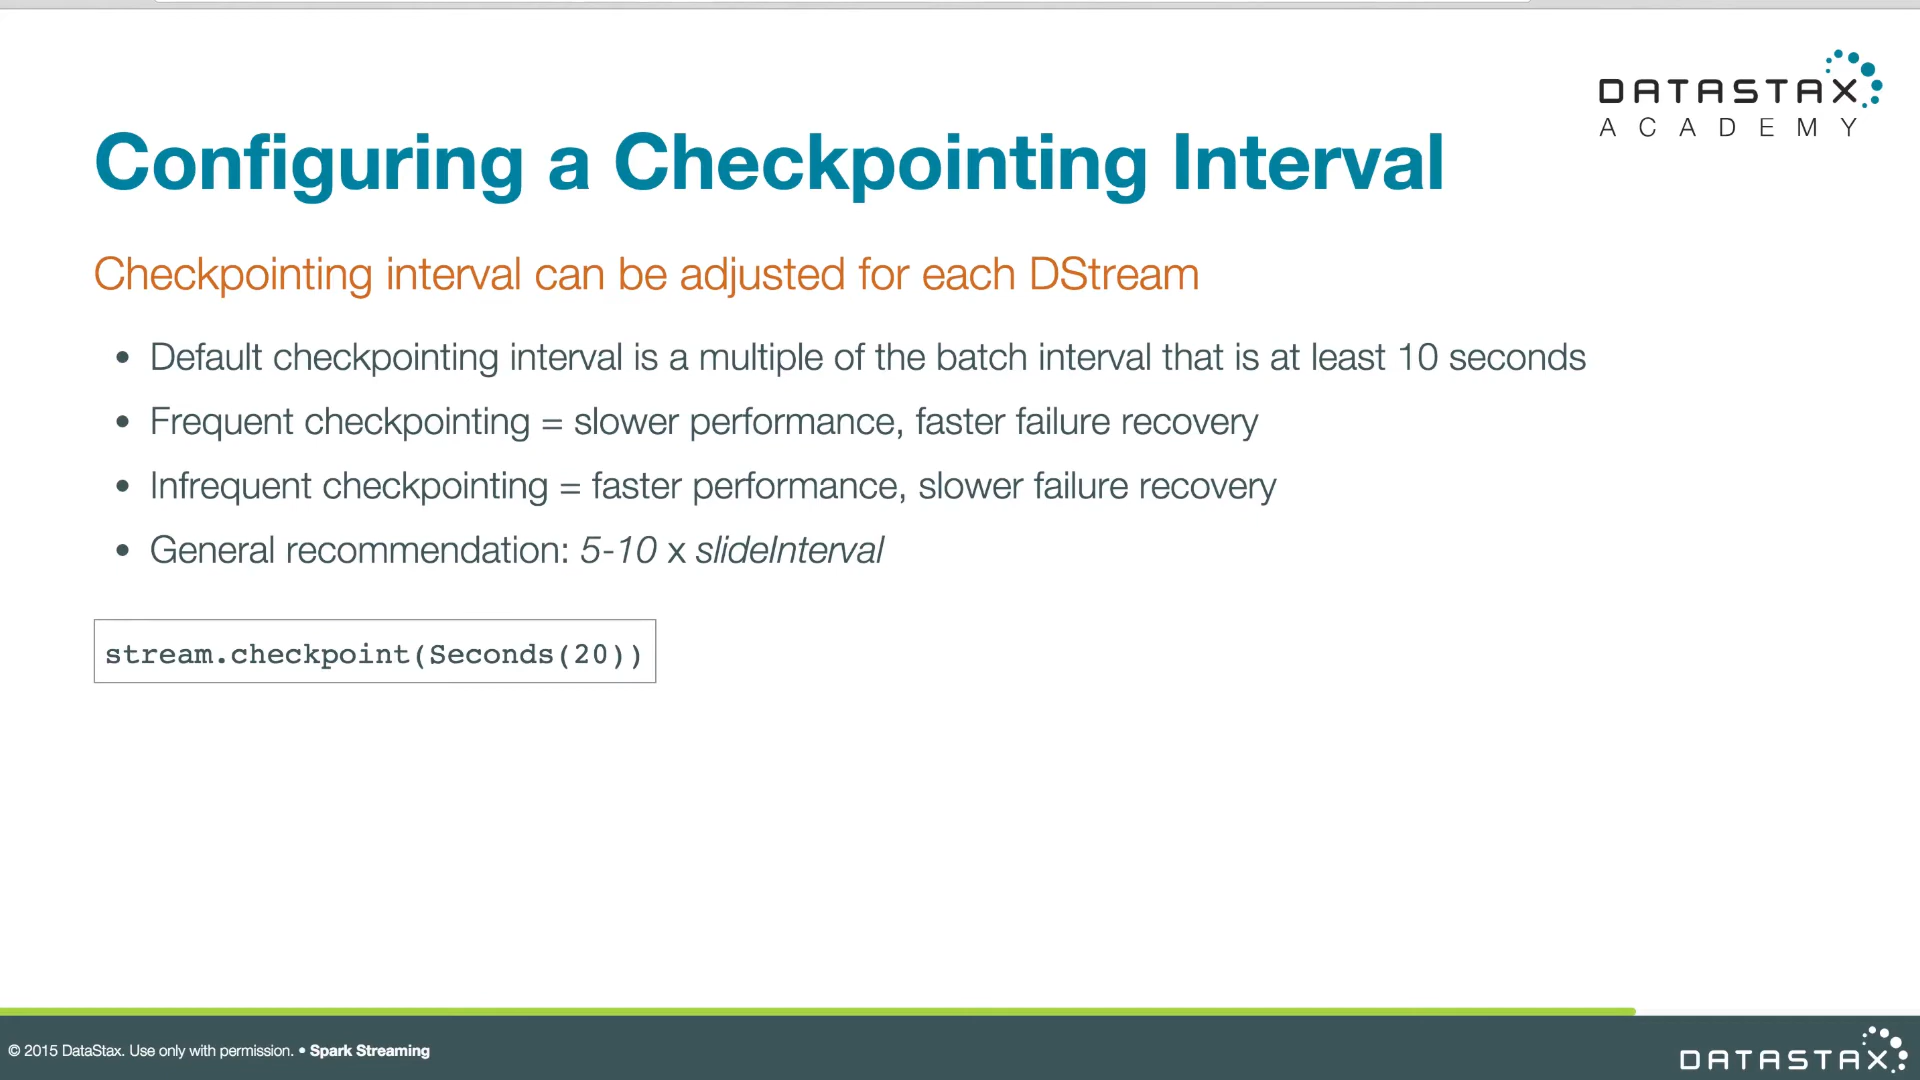 DATASTAX
ACADEMY
Configuring a Checkpointing Interval
Checkpointing interval can be adjusted for each DStream
• Default checkpointing interval is a multiple of the batch interval that is at least 10 seconds
• Frequent checkpointing = slower performance, faster failure recovery
• Infrequent checkpointing = faster performance, slower failure recovery
• General recommendation: 5-10 x slideInterval
stream.checkpoint(Seconds(20))
© 2015 DataStax. Use only with permission. • Spark Streaming
DATASTAX